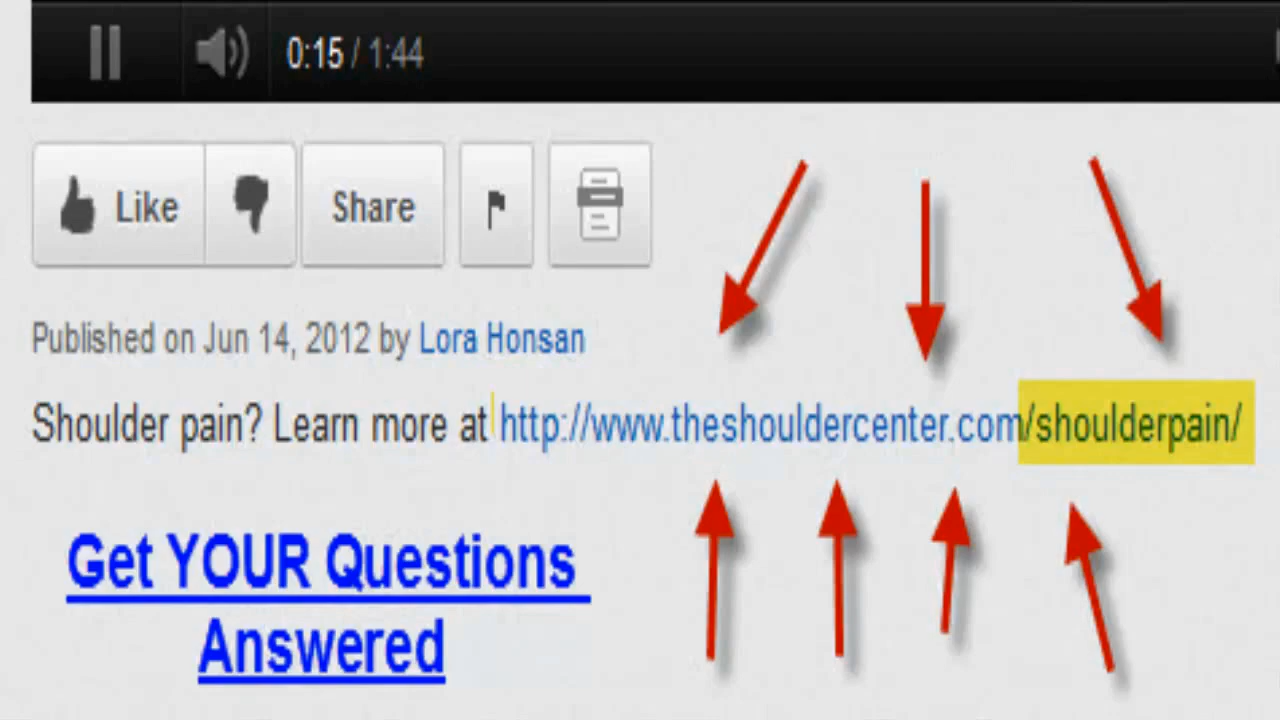 0:15 / 1:44
Like
Share
Published on Jun 14, 2012 by Lora Honsan
Shoulder pain? Learn more at http://www.theshouldercenter.com/shoulderpain/
Get YOUR Questions
Answered